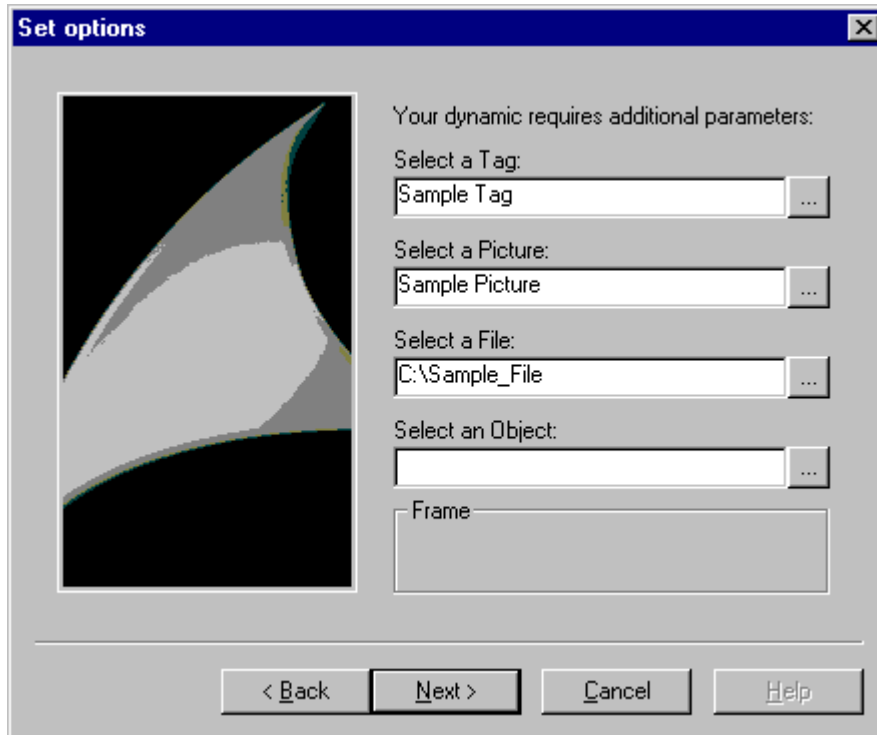 Set options
Your dynamic requires additional parameters:
Select a Tag:
Sample Tag
...
Select a Picture:
Sample Picture
...
Select a File:
C:\Sample_File
...
Select an Object:
...
Frame
< Back
Next >
Cancel
Help